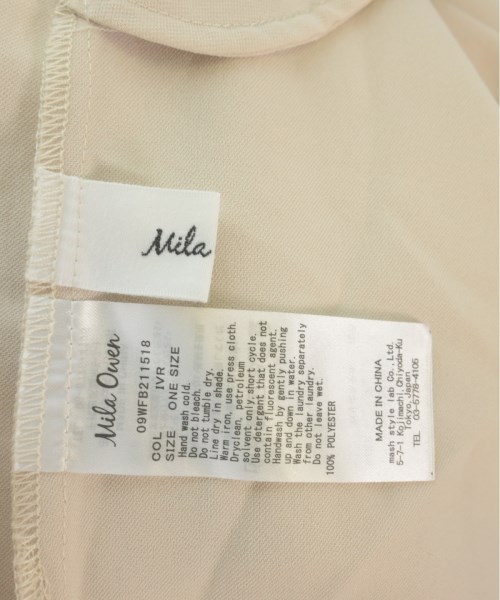 Mila
Mila Owen
09WFB211518
COL IVR
SIZE ONE SIZE
Hand wash cold.
Do not bleach.
Do not tumble dry.
Line dry in shade.
Warm iron, use press cloth.
Dryclean, petroleum
solvent only.short cycle.
Use detergent that does not
contain fluorescent agent.
Handwash by gently pushing
up and down in water.
Wash the laundry separately
from other laundry.
Do not leave wet.
100% POLYESTER
MADE IN CHINA
mash style lab Co.,Ltd.
5-7-1 Kojimachi,Chiyoda-Ku
Tokyo,Japan
TEL 03-6778-4106